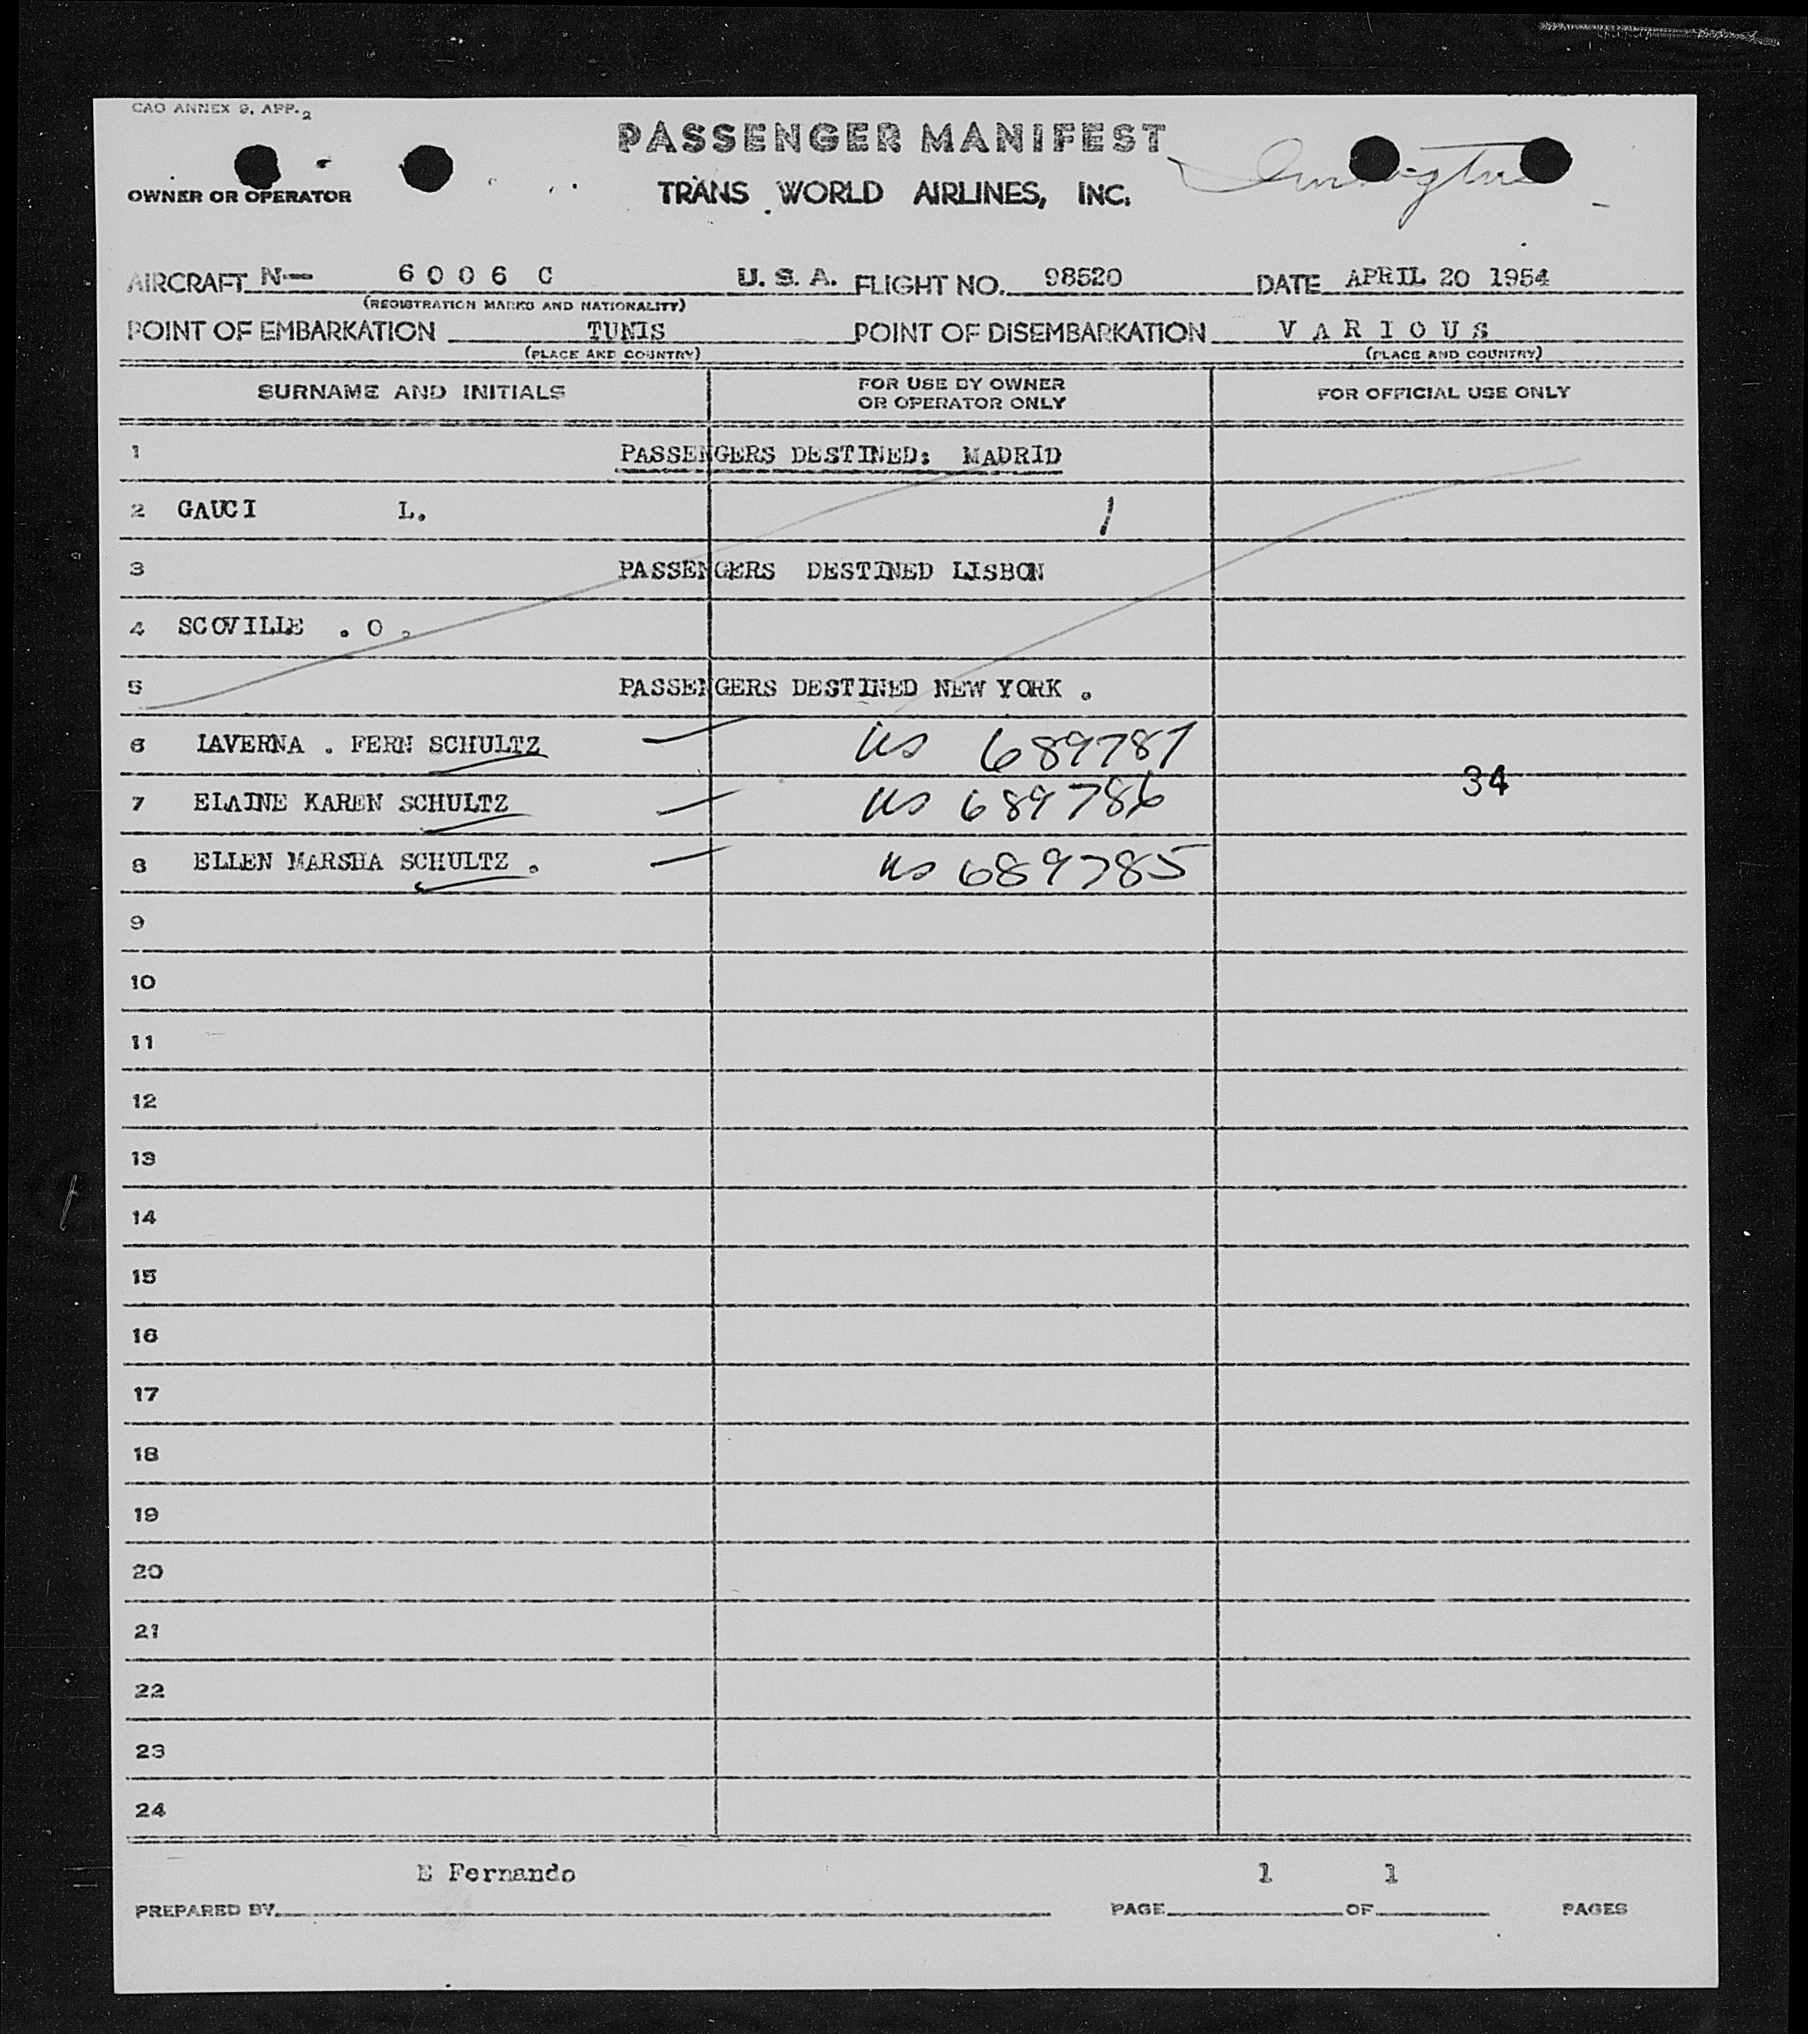 CAO ANNEX 9, APP. 2
PASSENGER MANIFEST
OWNER OR OPERATOR
TRANS WORLD AIRLINES, INC.
AIRCRAFT N— 6 0 0 6 C U. S. A. FLIGHT NO. 98520 DATE APRIL 20 1954
(REGISTRATION MARKS AND NATIONALITY)
POINT OF EMBARKATION TUNIS POINT OF DISEMBARKATION V A R I O U S
(PLACE AND COUNTRY) (PLACE AND COUNTRY)
SURNAME AND INITIALS FOR USE BY OWNER OR OPERATOR ONLY FOR OFFICIAL USE ONLY
1 PASSENGERS DESTINED: MADRID
2 GAUCI L. 1
3 PASSENGERS DESTINED LISBON
4 SCOVILLE . O .
5 PASSENGERS DESTINED NEW YORK .
6 LAVERNA . FERN SCHULTZ US 689787
34
7 ELAINE KAREN SCHULTZ US 689786
8 ELLEN MARSHA SCHULTZ . US 689785
9
10
11
12
13
14
15
16
17
18
19
20
21
22
23
24
E Fernando 1 1
PREPARED BY PAGE OF PAGES